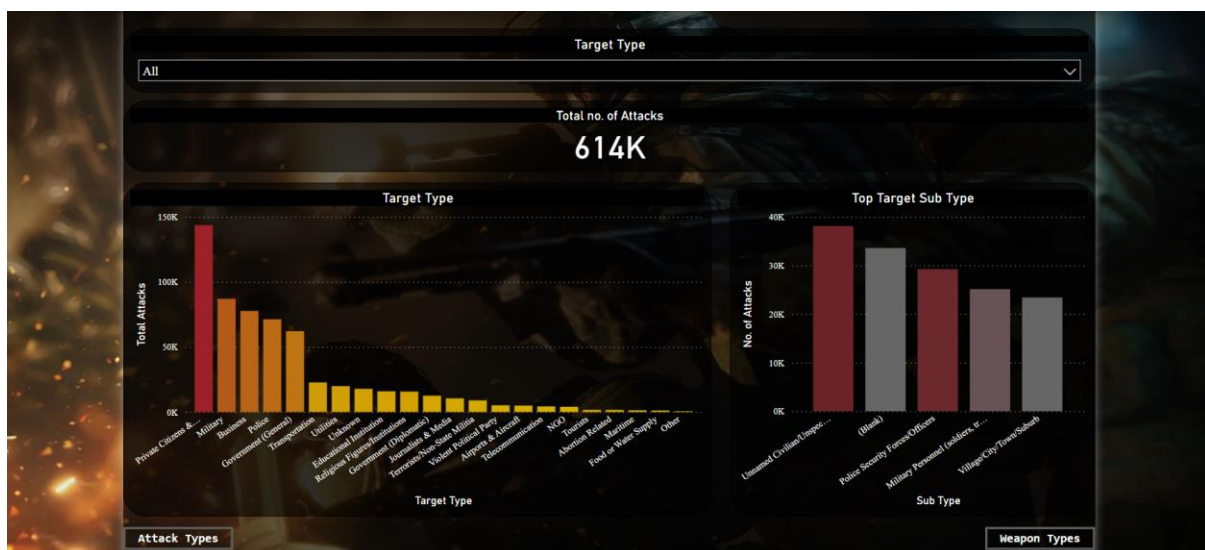 Target Type
All
Total no. of Attacks
614K
Target Type
150K
100K
50K
0K
Total Attacks
Private Citizens &...
Military
Business
Police
Government (General)
Transportation
Utilities
Unknown
Educational Institution
Religious Figures/Institutions
Government (Diplomatic)
Journalists & Media
Terrorists/Non-State Militia
Violent Political Party
Airports & Aircraft
Telecommunication
NGO
Tourists
Abortion Related
Maritime
Food or Water Supply
Other
Target Type
Top Target Sub Type
40K
30K
20K
10K
0K
No. of Attacks
Unnamed Civilian/Unspec...
(Blank)
Police Security Forces/Officers
Military Personnel (soldiers, tr...
Village/City/Town/Suburb
Sub Type
Attack Types
Weapon Types